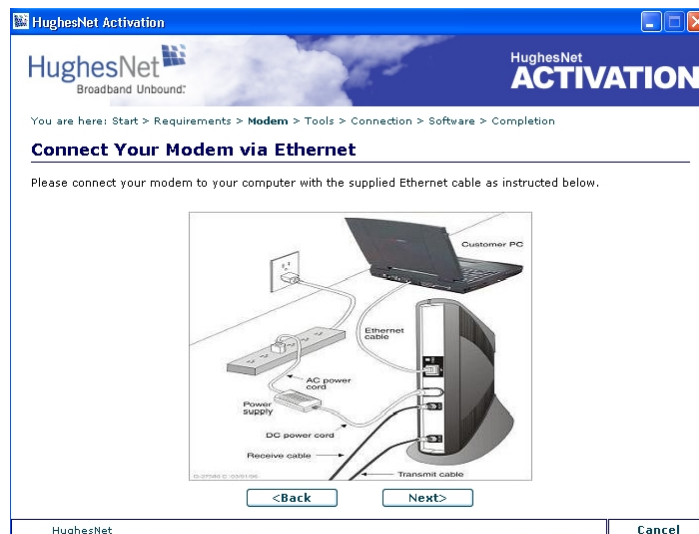 HughesNet Activation
HughesNet
Broadband Unbound.™
HughesNet
ACTIVATION
You are here: Start > Requirements > Modem > Tools > Connection > Software > Completion
Connect Your Modem via Ethernet
Please connect your modem to your computer with the supplied Ethernet cable as instructed below.
Customer PC
Ethernet
cable
AC power
cord
Power
supply
DC power cord
Receive cable
Transmit cable
<Back
Next>
HughesNet
Cancel